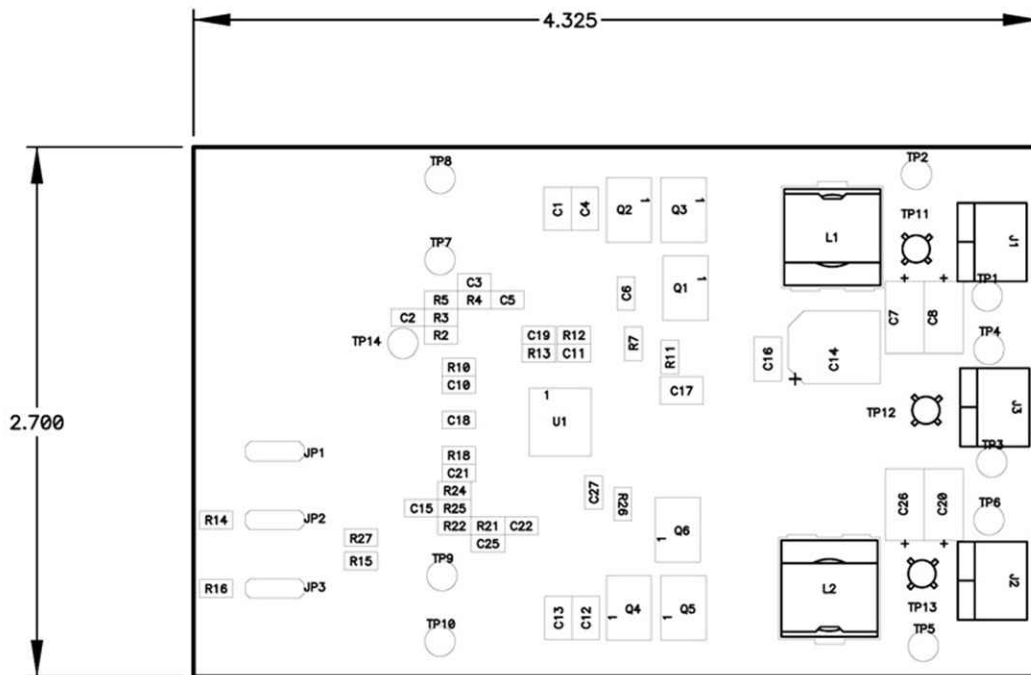 4.325
TP8
TP2
C1 C4 Q2 1 Q3 1
TP11
L1
J1
TP7
C3
R5 R4 C5
C6
Q1 1
+ +
TP1
C2 R3
C7 C8
R2
TP14
C19 R12
R13 C11
R7
R11
C16
C14
+
TP4
R10
C10
C17
1
U1
2.700
TP12
J3
C18
JP1
R18
C21
TP3
R24
C15 R25
C27
R26
C26 C20
R14
JP2
R22 R21 C22
C25
1 Q6
TP6
R27
R15
+ +
TP9
R16
JP3
L2
TP13
J2
C13 C12
1 Q4
1 Q5
TP10
TP5